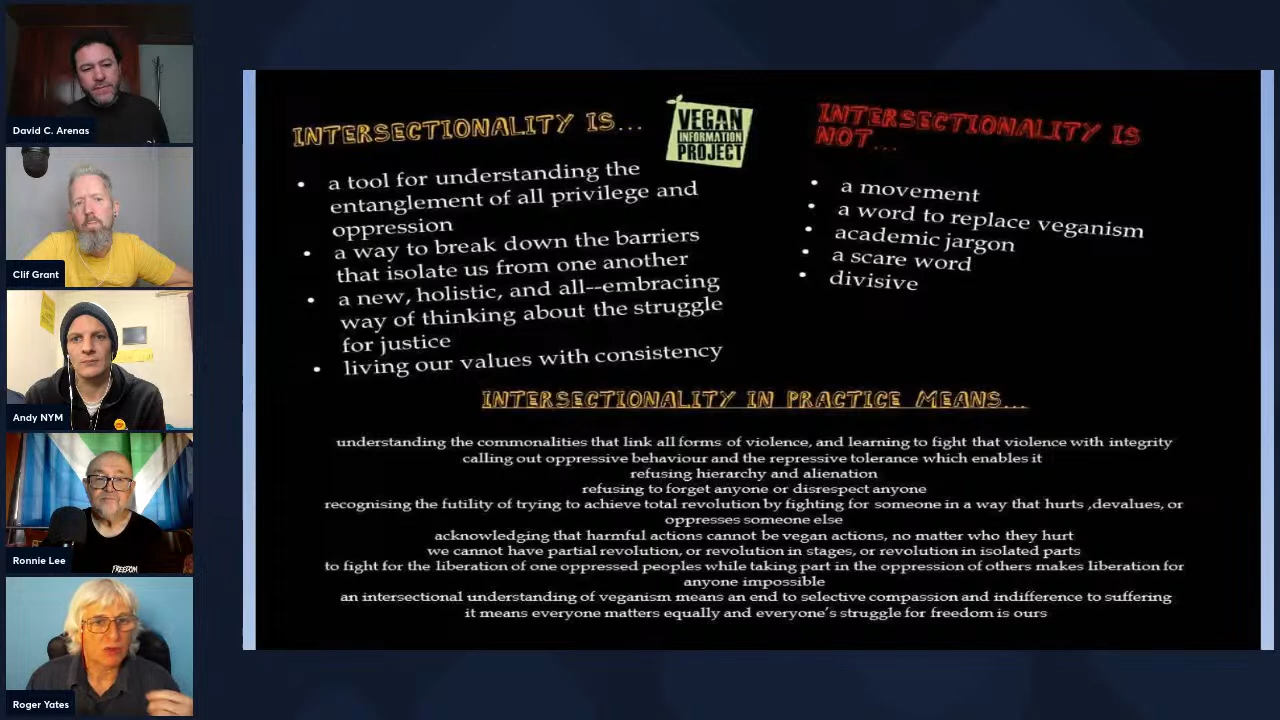 David C. Arenas
Clif Grant
Andy NYM
Ronnie Lee
FREEDOM
Roger Yates
INTERSECTIONALITY IS...
a tool for understanding the
entanglement of all privilege and
oppression
a way to break down the barriers
that isolate us from one another
a new, holistic, and all--embracing
way of thinking about the struggle
for justice
living our values with consistency
VEGAN
INFORMATION
PROJECT
INTERSECTIONALITY IS
NOT...
a movement
a word to replace veganism
academic jargon
a scare word
divisive
INTERSECTIONALITY IN PRACTICE MEANS...
understanding the commonalities that link all forms of violence, and learning to fight that violence with integrity
calling out oppressive behaviour and the repressive tolerance which enables it
refusing hierarchy and alienation
refusing to forget anyone or disrespect anyone
recognising the futility of trying to achieve total revolution by fighting for someone in a way that hurts ,devalues, or
oppresses someone else
acknowledging that harmful actions cannot be vegan actions, no matter who they hurt
we cannot have partial revolution, or revolution in stages, or revolution in isolated parts
to fight for the liberation of one oppressed peoples while taking part in the oppression of others makes liberation for
anyone impossible
an intersectional understanding of veganism means an end to selective compassion and indifference to suffering
it means everyone matters equally and everyone's struggle for freedom is ours